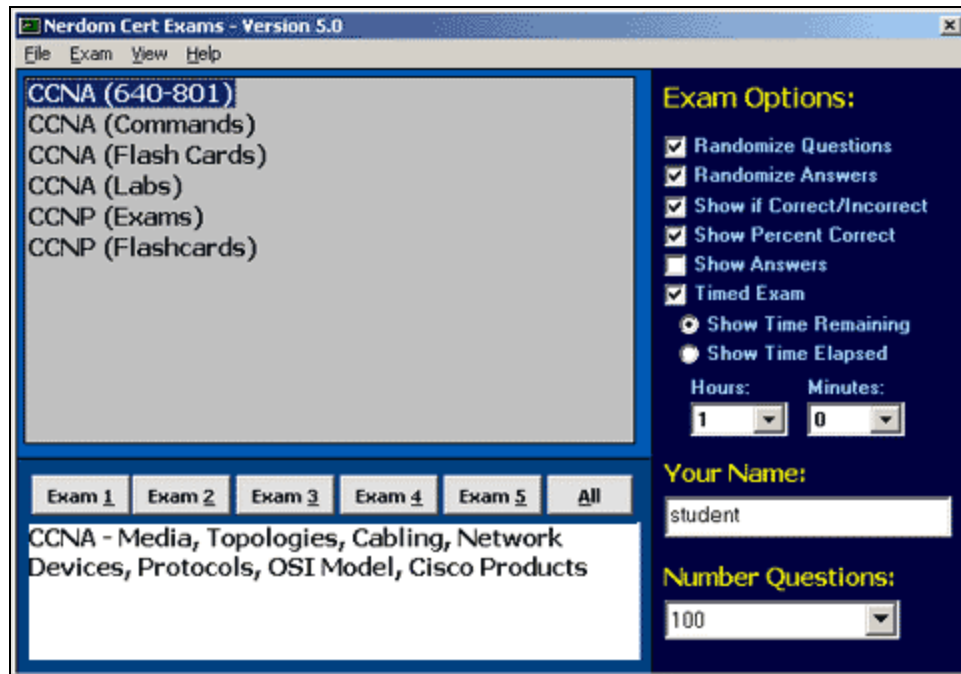 Nerdom Cert Exams - Version 5.0
File Exam View Help
CCNA (640-801)
CCNA (Commands)
CCNA (Flash Cards)
CCNA (Labs)
CCNP (Exams)
CCNP (Flashcards)
Exam 1 Exam 2 Exam 3 Exam 4 Exam 5 All
CCNA - Media, Topologies, Cabling, Network
Devices, Protocols, OSI Model, Cisco Products
Exam Options:
Randomize Questions
Randomize Answers
Show if Correct/Incorrect
Show Percent Correct
Show Answers
Timed Exam
Show Time Remaining
Show Time Elapsed
Hours: Minutes:
1 0
Your Name:
student
Number Questions:
100